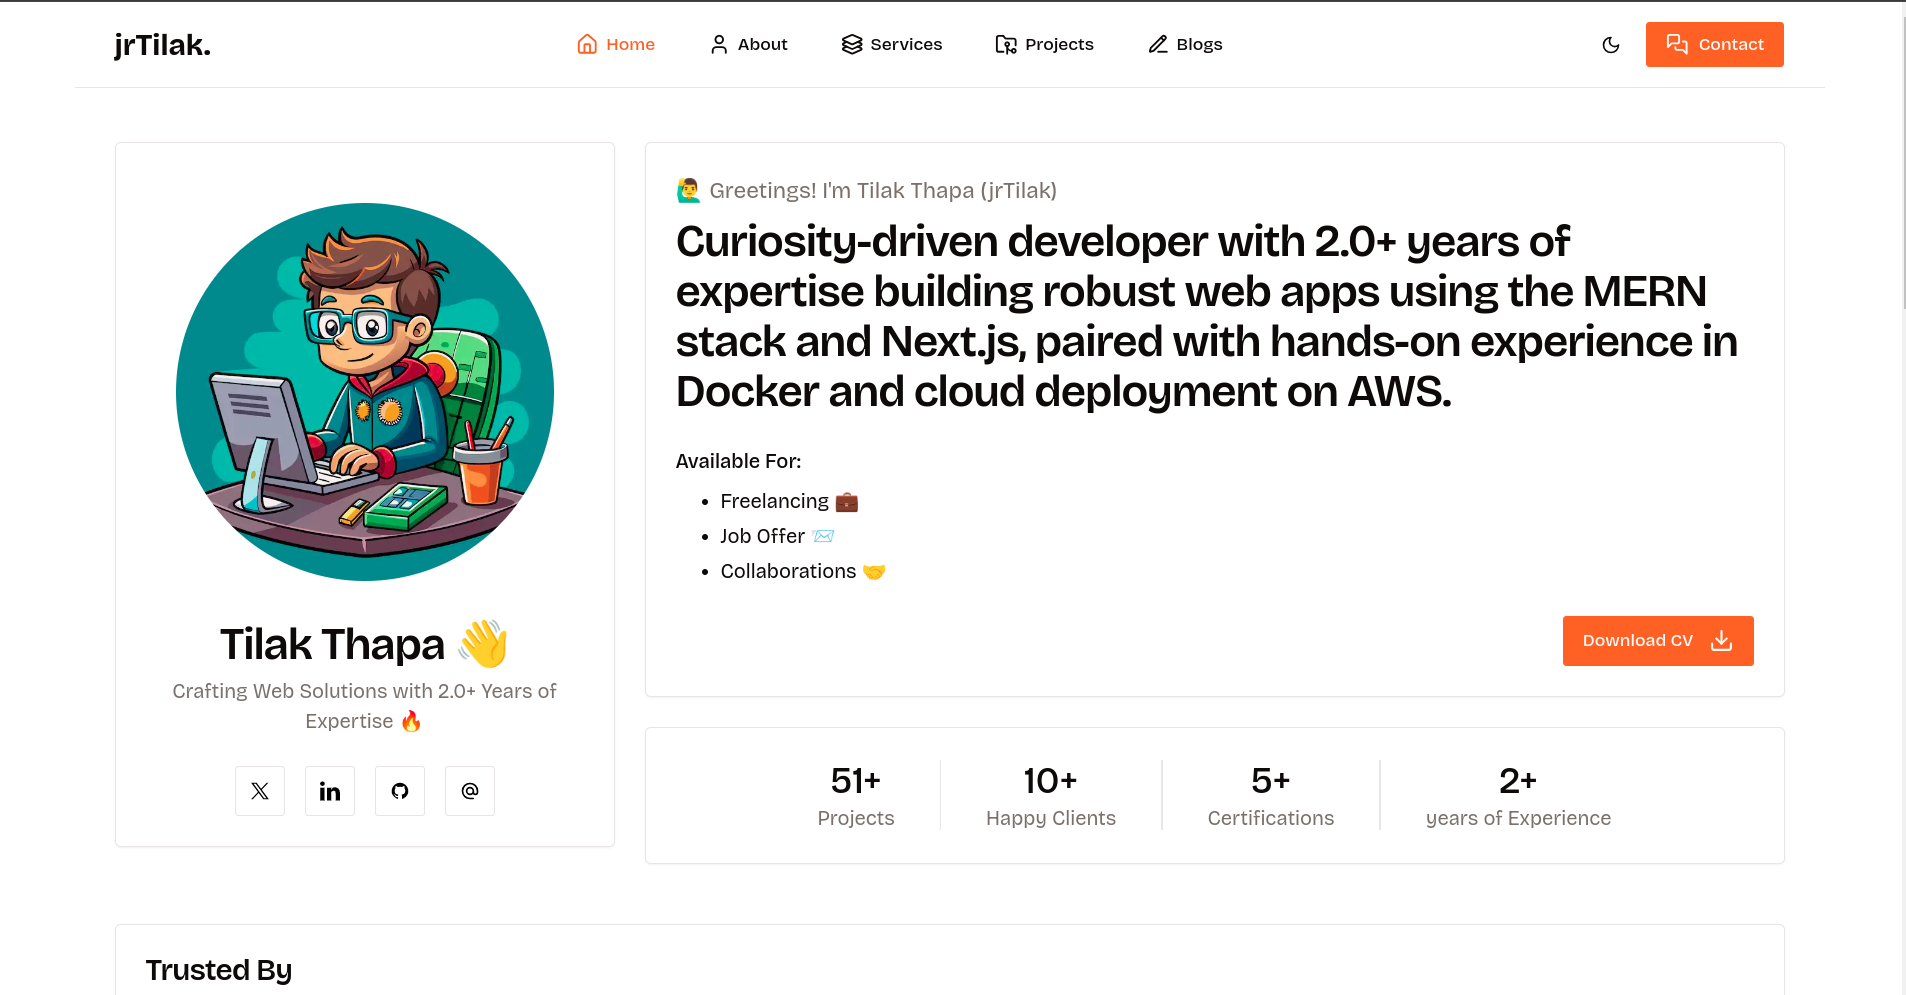 jrTilak.
Home
About
Services
Projects
Blogs
Contact
Tilak Thapa 👋
Crafting Web Solutions with 2.0+ Years of
Expertise 🔥
🙋‍♂️ Greetings! I'm Tilak Thapa (jrTilak)
Curiosity-driven developer with 2.0+ years of
expertise building robust web apps using the MERN
stack and Next.js, paired with hands-on experience in
Docker and cloud deployment on AWS.
Available For:
• Freelancing 💼
• Job Offer 📨
• Collaborations 🤝
Download CV
51+
Projects
10+
Happy Clients
5+
Certifications
2+
years of Experience
Trusted By